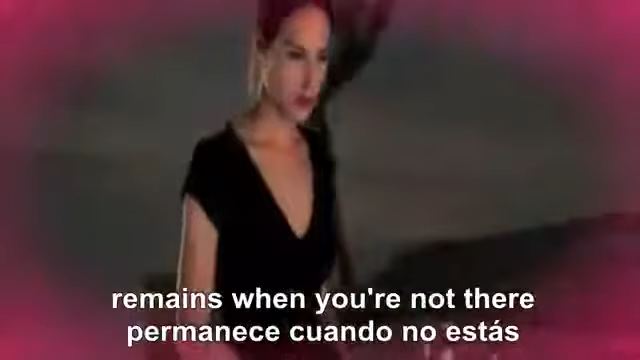 remains when you're not there
permanece cuando no estás